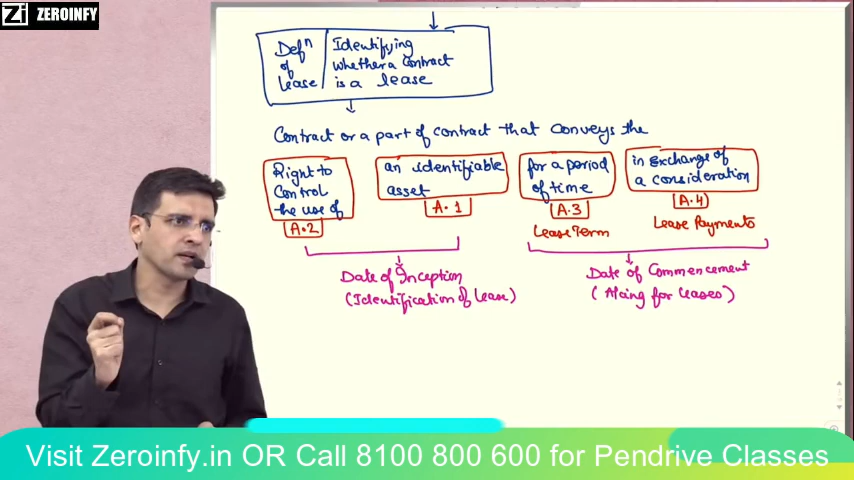 Zi ZEROINFY
Defn
of
Lease
Identifying
whether a contract
is a lease
Contract or a part of contract that conveys the
Right to
Control
the use of
A.2
an identifiable
asset
A.1
for a period
of time
A.3
Lease Term
in Exchange of
a consideration
A.4
Lease Payments
Date of Inception
(Identification of Lease)
Date of Commencement
(A/cing for leases)
Visit Zeroinfy.in OR Call 8100 800 600 for Pendrive Classes